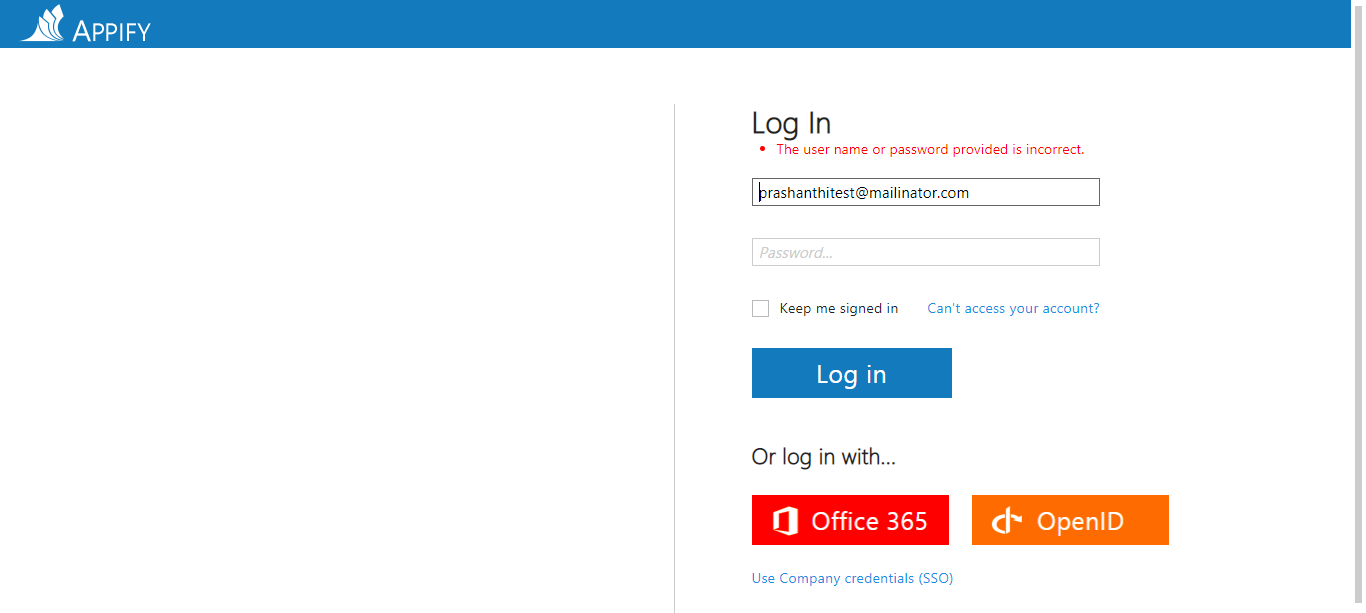 APPIFY
Log In
The user name or password provided is incorrect.
prashanthitest@mailinator.com
Password...
Keep me signed in Can't access your account?
Log in
Or log in with...
Office 365 OpenID
Use Company credentials (SSO)